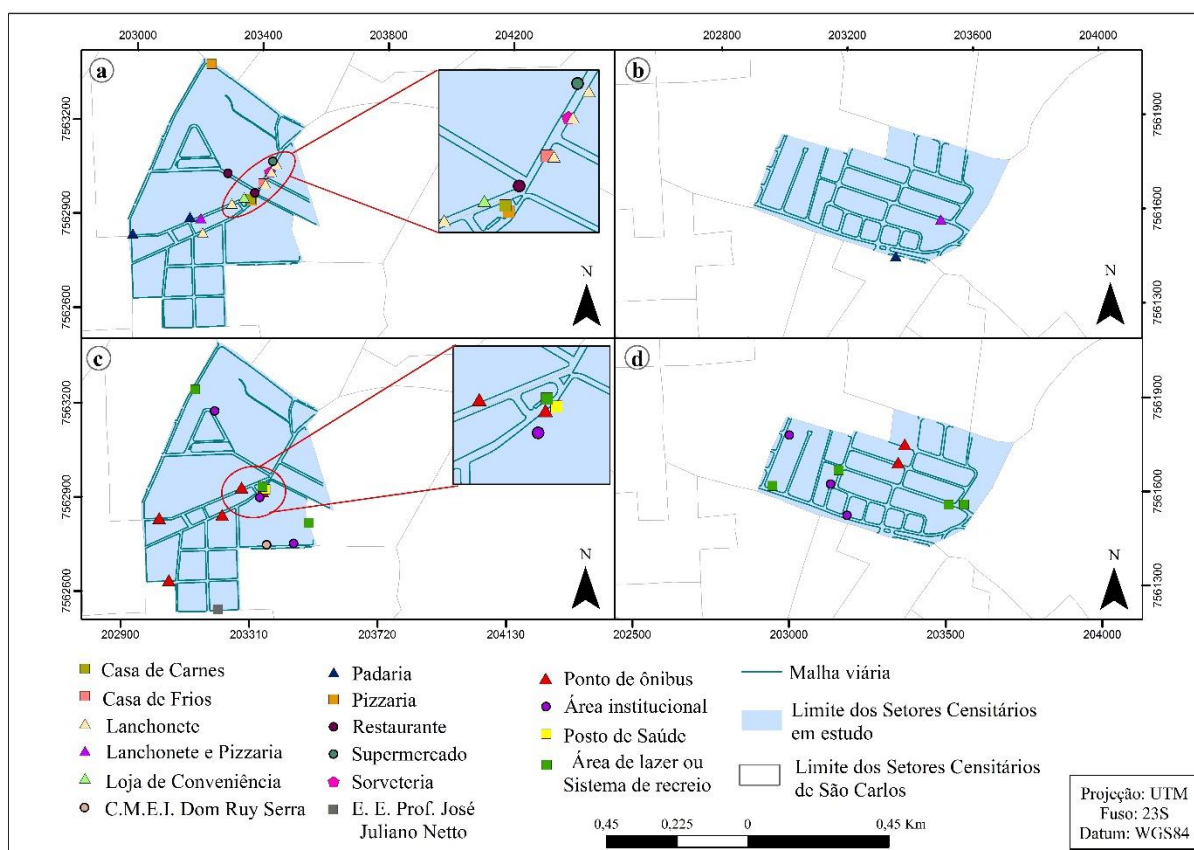 203000 203400 203800 204200
202800 203200 203600 204000
a
b
7563200
7562900
7562600
7561900
7561600
7561300
N
N
c
d
7563200
7562900
7562600
7561900
7561600
7561300
N
N
202900 203310 203720 204130
202500 203000 203500 204000
Casa de Carnes
Casa de Frios
Lanchonete
Lanchonete e Pizzaria
Loja de Conveniência
C.M.E.I. Dom Ruy Serra
Padaria
Pizzaria
Restaurante
Supermercado
Sorveteria
E. E. Prof. José
Juliano Netto
Ponto de ônibus
Área institucional
Posto de Saúde
Área de lazer ou
Sistema de recreio
Malha viária
Limite dos Setores Censitários
em estudo
Limite dos Setores Censitários
de São Carlos
0,45 0,225 0 0,45 Km
Projeção: UTM
Fuso: 23S
Datum: WGS84